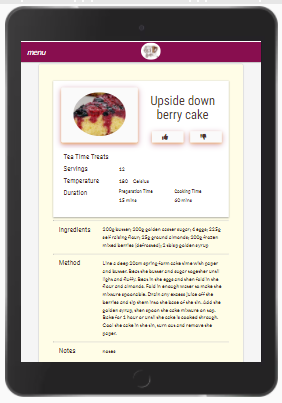 menu
Upside down
berry cake
Tea Time Treats
Servings 12
Temperature 180 Celsius
Duration Preparation Time Cooking Time
15 mins 60 mins
Ingredients 200g butter; 200g golden caster sugar; 4 eggs; 225g
self raising flour; 25g ground almonds; 200g frozen
mixed berries (defrosted); 2 tblsp golden syrup
Method Line a deep 20cm spring-form cake tine with paper
and butter. Beat the butter and sugar together until
light and fluffy. Beat in the eggs and then fold in the
flour and almonds. Fold in enough water to make the
mixture spoonable. Drain any excess juice off the
berries and tip them into the base of the tin. Add the
golden syrup, then spoon the cake mixture on top.
Bake for 1 hour or until the cake is cooked through.
Cool the cake in the tin, turn out and remove the
paper.
Notes notes